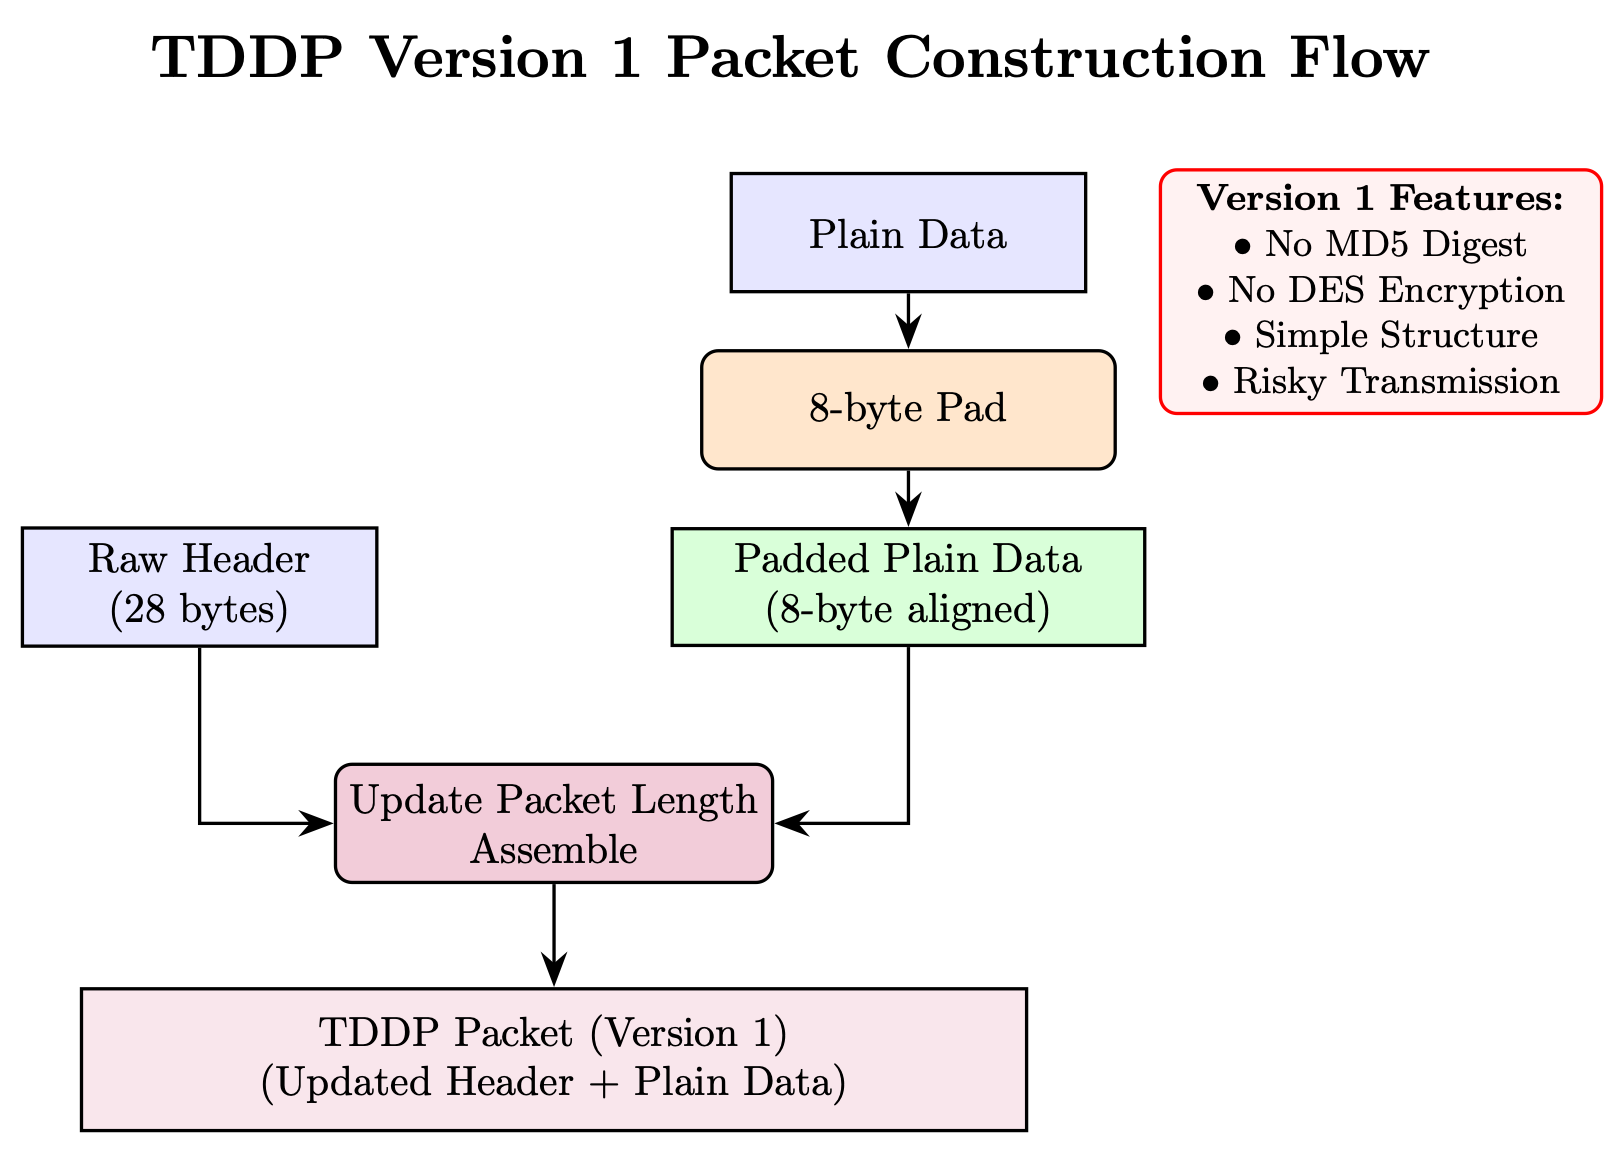 TDDP Version 1 Packet Construction Flow
Plain Data
Version 1 Features:
• No MD5 Digest
• No DES Encryption
• Simple Structure
• Risky Transmission
8-byte Pad
Raw Header
(28 bytes)
Padded Plain Data
(8-byte aligned)
Update Packet Length
Assemble
TDDP Packet (Version 1)
(Updated Header + Plain Data)